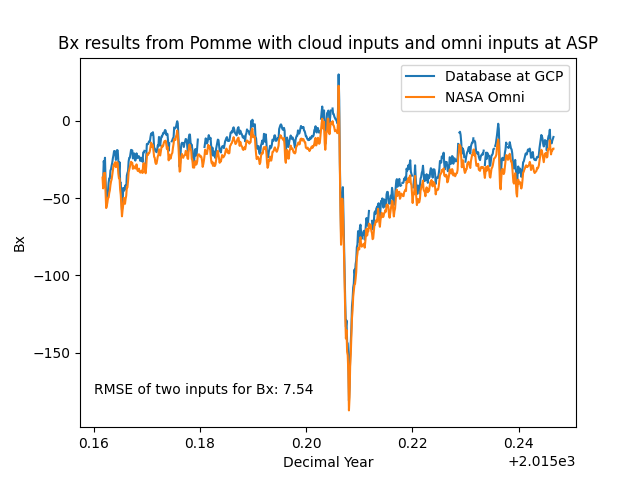 Bx results from Pomme with cloud inputs and omni inputs at ASP
Database at GCP
NASA Omni
0
−50
−100
−150
Bx
RMSE of two inputs for Bx: 7.54
0.16
0.18
0.20
0.22
0.24
Decimal Year
+2.015e3